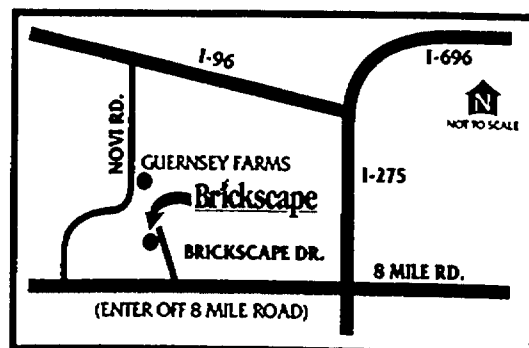 I-96
I-696
N
NOT TO SCALE
NOVI RD.
GUERNSEY FARMS
I-275
Brickscape
BRICKSCAPE DR.
8 MILE RD.
(ENTER OFF 8 MILE ROAD)